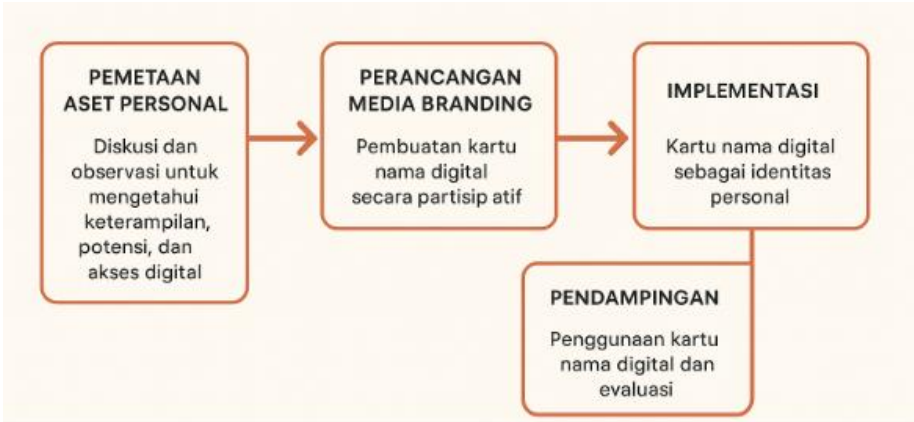 PEMETAAN
ASET PERSONAL
Diskusi dan
observasi untuk
mengetahui
keterampilan,
potensi, dan
akses digital
PERANCANGAN
MEDIA BRANDING
Pembuatan kartu
nama digital
secara partisip atif
IMPLEMENTASI
Kartu nama digital
sebagai identitas
personal
PENDAMPINGAN
Penggunaan kartu
nama digital dan
evaluasi